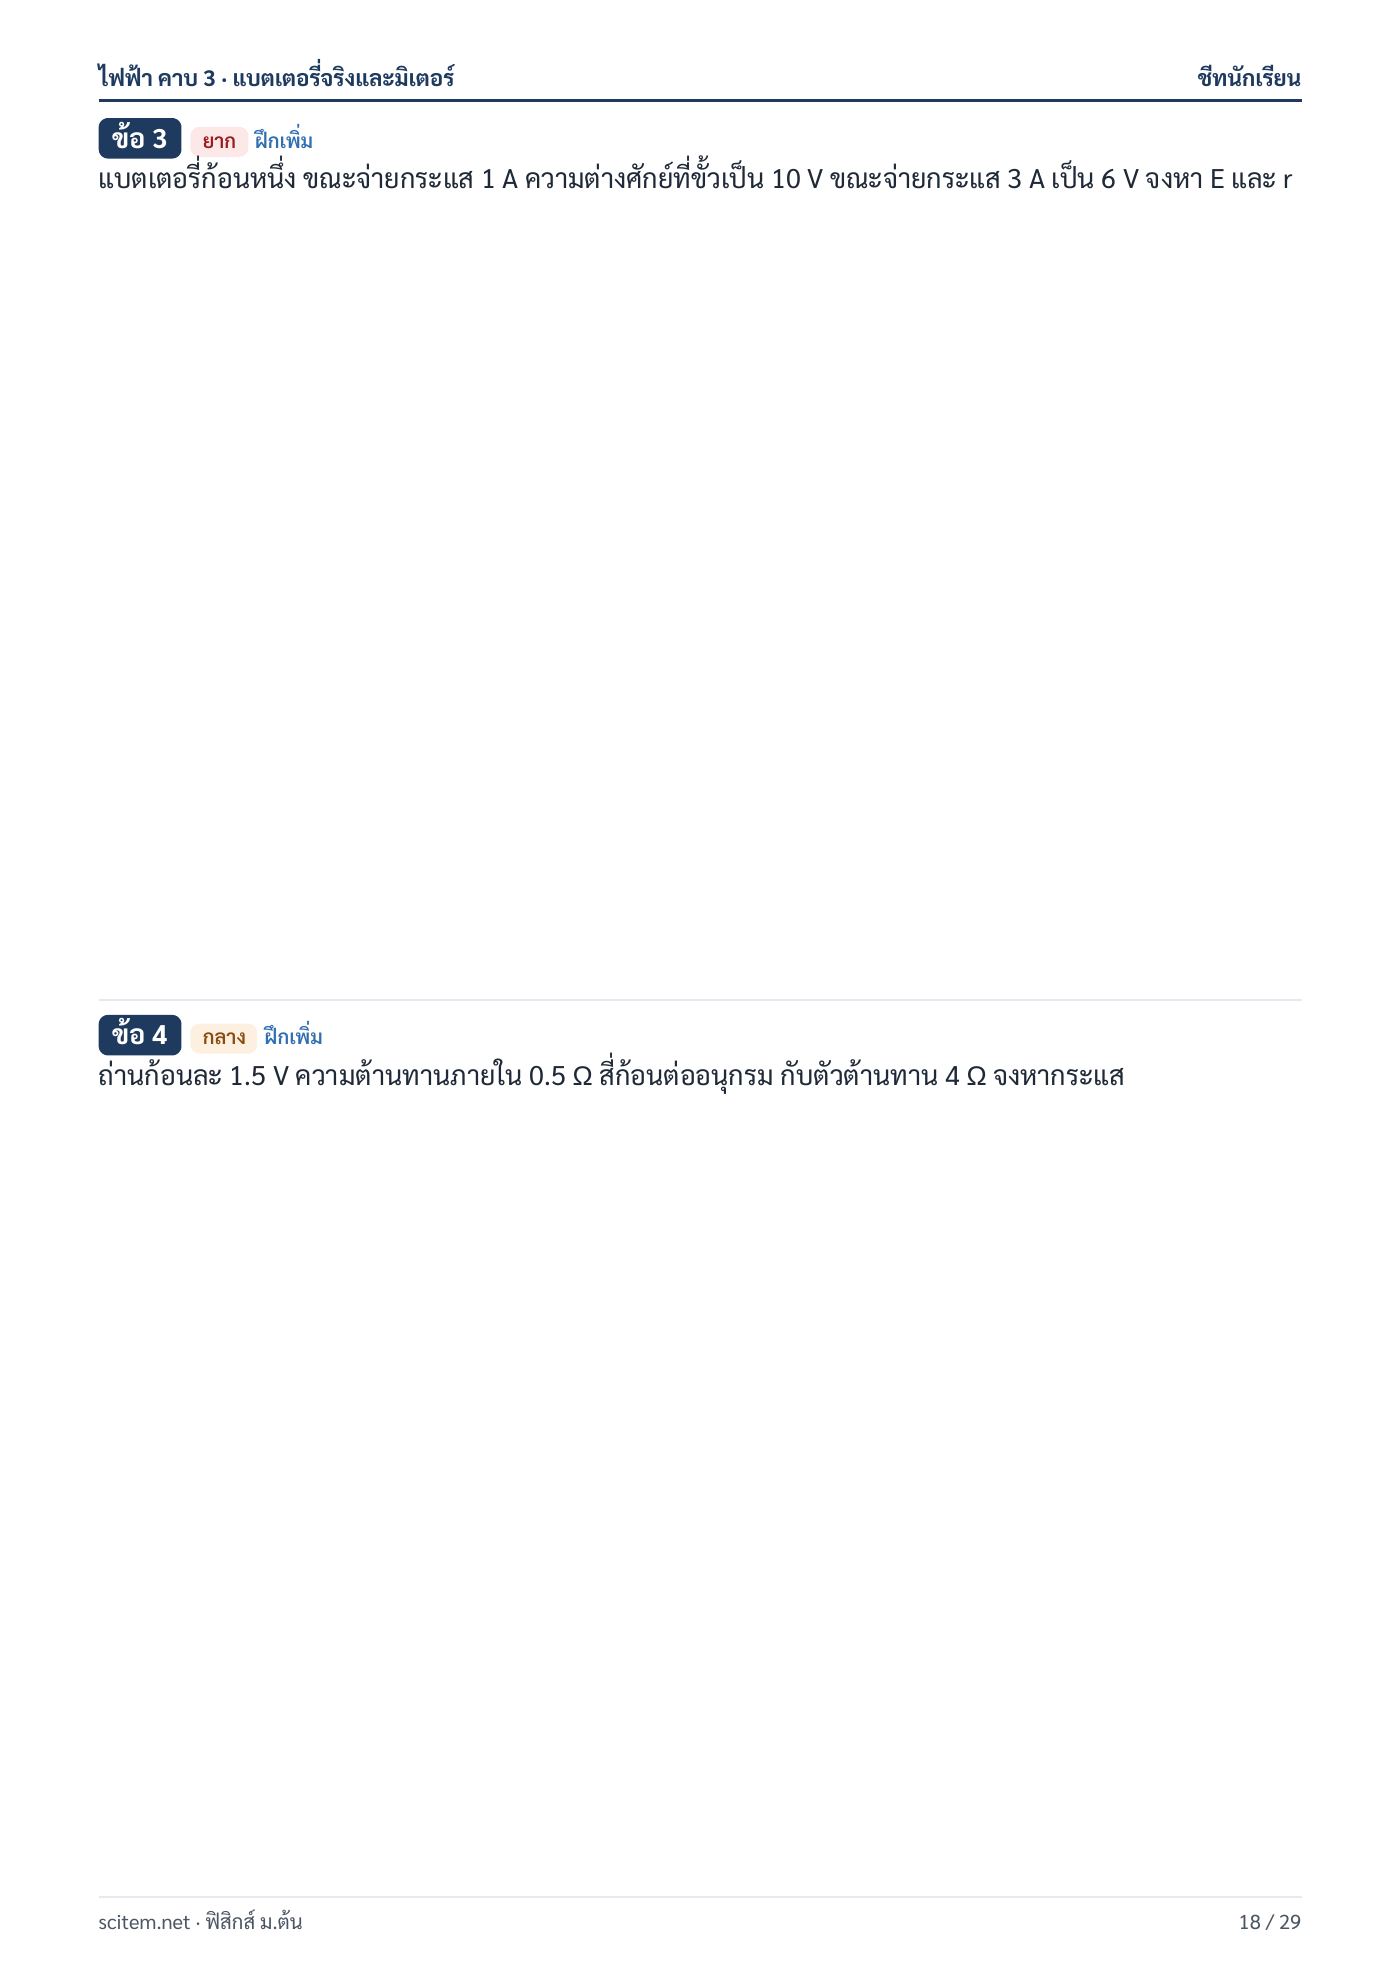 ไฟฟ้า คาบ 3 · แบตเตอรี่จริงและมิเตอร์ ชีทนักเรียน
ข้อ 3 ยาก ฝึกเพิ่ม
แบตเตอรี่ก้อนหนึ่ง ขณะจ่ายกระแส 1 A ความต่างศักย์ที่ขั้วเป็น 10 V ขณะจ่ายกระแส 3 A เป็น 6 V จงหา E และ r
ข้อ 4 กลาง ฝึกเพิ่ม
ถ่านก้อนละ 1.5 V ความต้านทานภายใน 0.5 Ω สี่ก้อนต่ออนุกรม กับตัวต้านทาน 4 Ω จงหากระแส
scitem.net · ฟิสิกส์ ม.ต้น 18 / 29